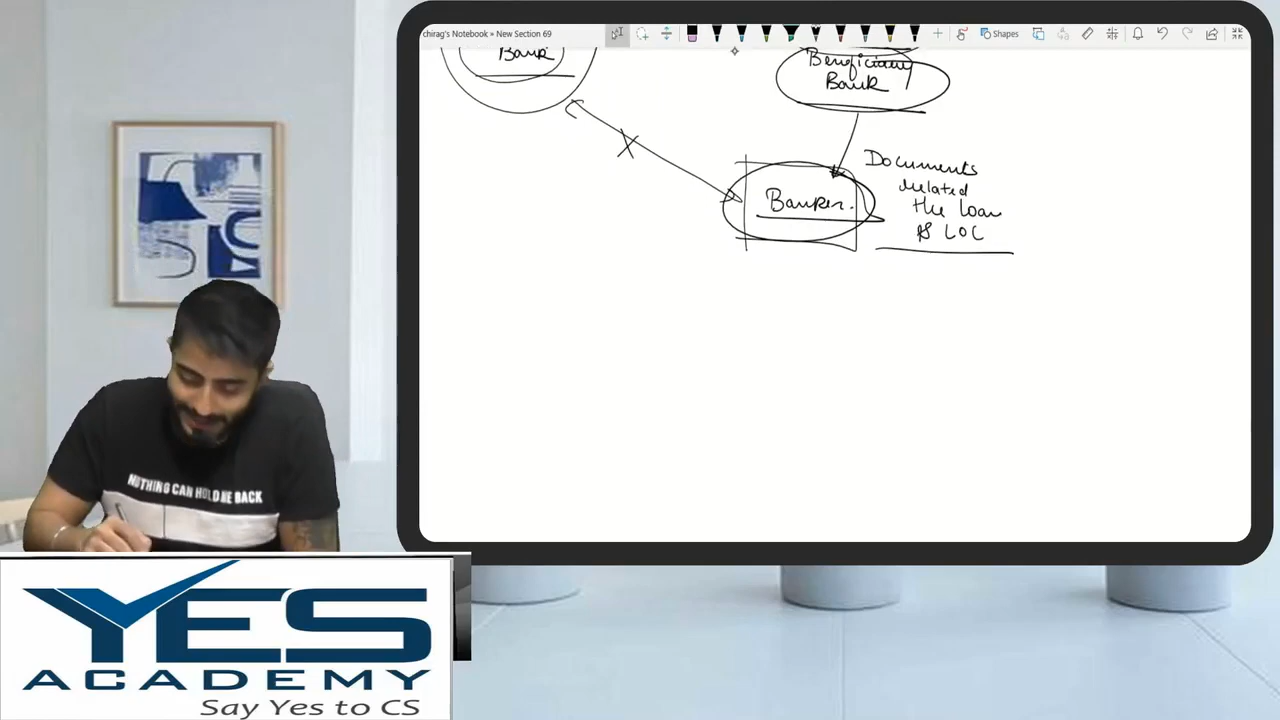 chirag's Notebook » New Section 69
Shapes
Bank
Beneficiary
Bank
Documents
related
the loan
& LOC
Banker.
NOTHING CAN HOLD ME BACK
YES
ACADEMY
Say Yes to CS